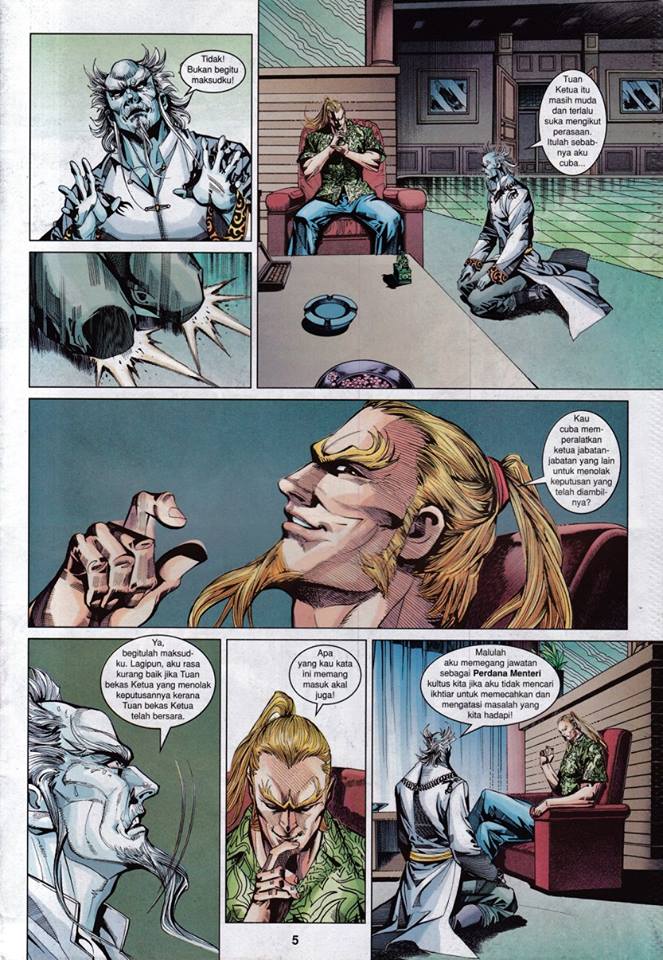 Tidak!
Bukan begitu
maksudku!
Tuan
Ketua itu
masih muda
dan terlalu
suka mengikut
perasaan.
Itulah sebab-
nya aku
cuba...
Kau
cuba mem-
peralatkan
ketua jabatan-
jabatan yang lain
untuk menolak
keputusan yang
telah diambil-
nya?
Ya,
begitulah maksud-
ku. Lagipun, aku rasa
kurang baik jika Tuan
bekas Ketua yang menolak
keputusannya kerana
Tuan bekas Ketua
telah bersara.
Apa
yang kau kata
ini memang
masuk akal
juga!
Malulah
aku memegang jawatan
sebagai Perdana Menteri
kultus kita jika aku tidak mencari
ikhtiar untuk memecahkan dan
mengatasi masalah yang
kita hadapi!
5